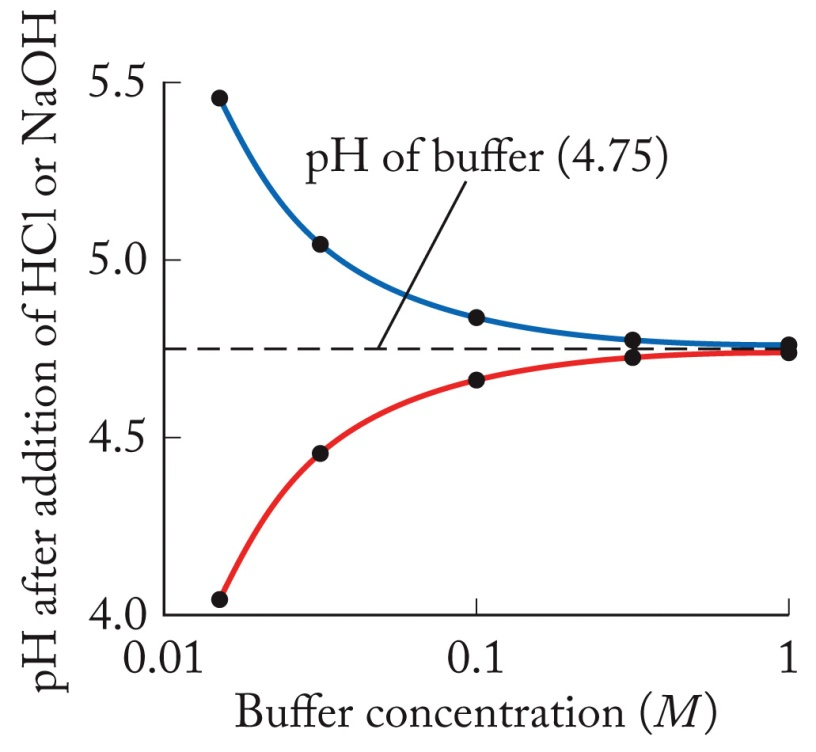 pH after addition of HCl or NaOH
5.5
pH of buffer (4.75)
5.0
4.5
4.0
0.01
0.1
1
Buffer concentration (M)